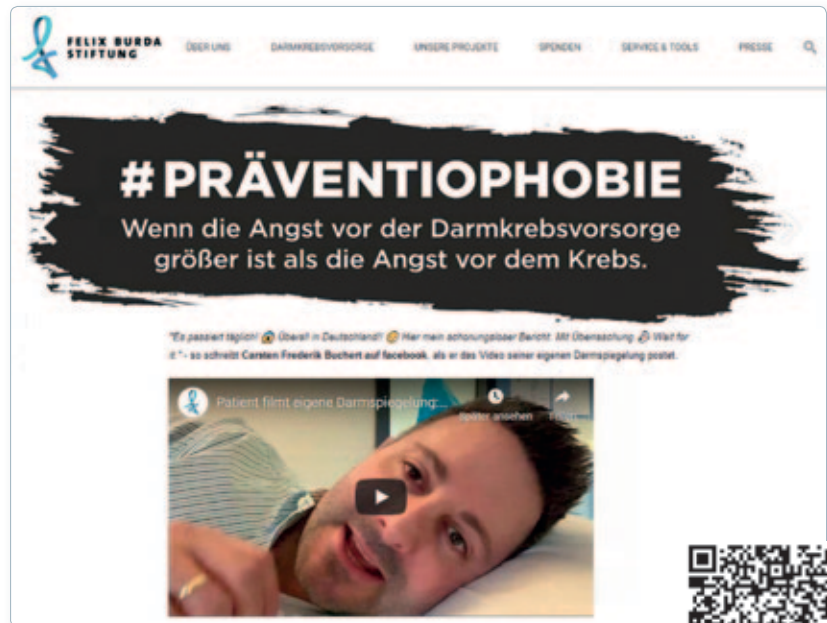 FELIX BURDA
STIFTUNG
ÜBER UNS DARMKREBSVORSORGE UNSERE PROJEKTE SPENDEN SERVICE & TOOLS PRESSE
#PRÄVENTIOPHOBIE
Wenn die Angst vor der Darmkrebsvorsorge
größer ist als die Angst vor dem Krebs.
"Es passiert täglich! 😱 Überall in Deutschland!! Hier mein schonungsloser Bericht. Mit Überraschung Wait for
it." - so schreibt Carsten Frederik Buchert auf facebook, als er das Video seiner eigenen Darmspiegelung postet.
Patient filmt eigene Darmspiegelung:...
Später ansehen Teilen